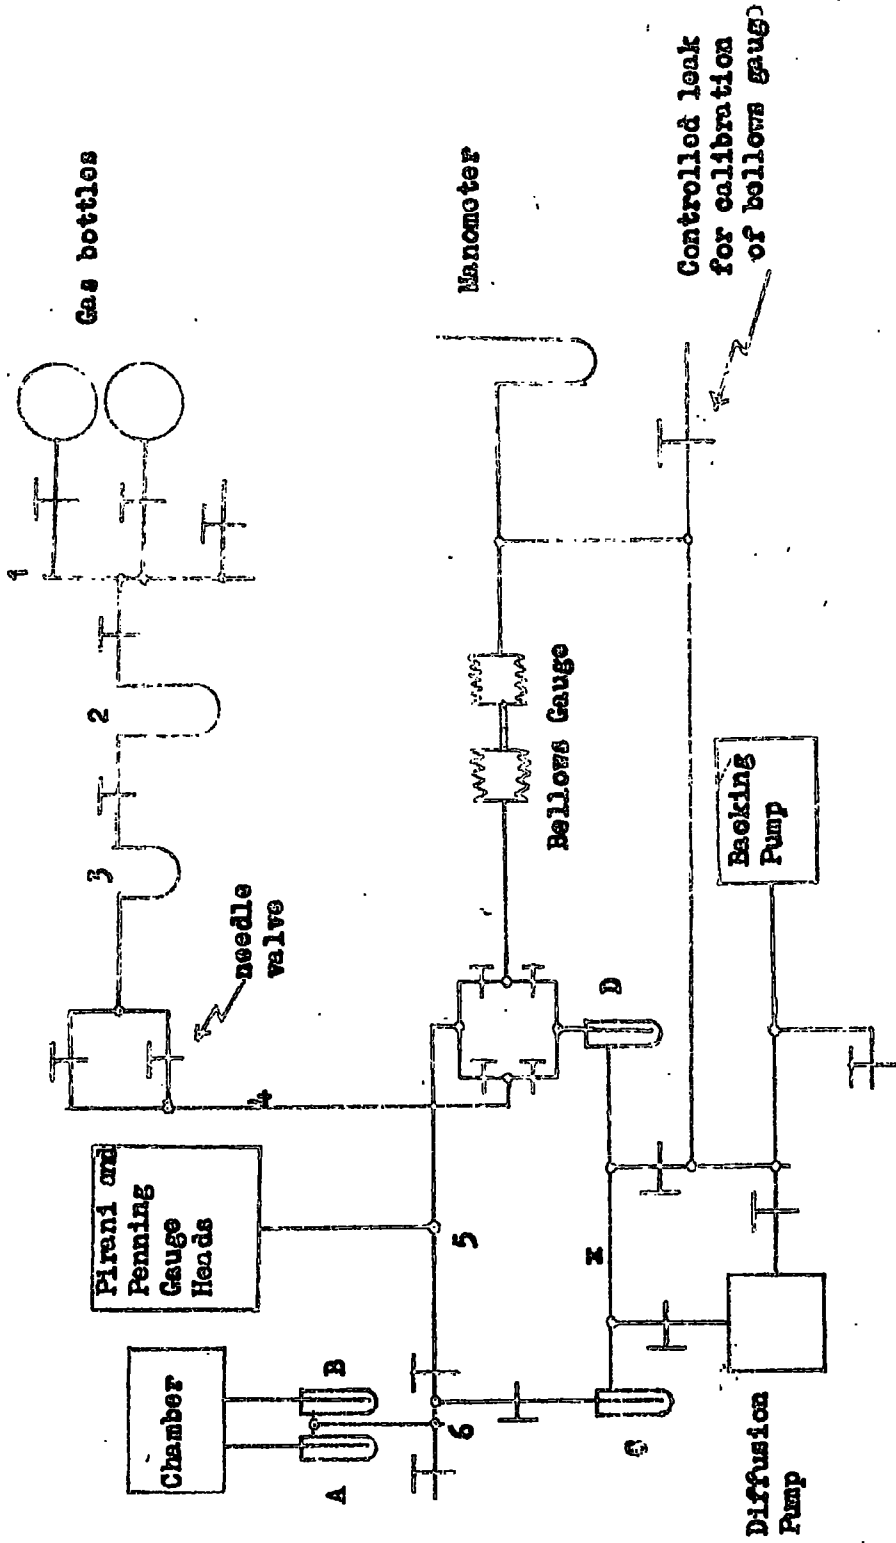 Gas bottles
1
2
3
needle
valve
4
Pirani and
Penning
Gauge
Heads
Chamber
A
B
5
6
Manometer
Bellows Gauge
D
Controlled leak
for calibration
of bellows gauge
Backing
Pump
X
C
Diffusion
Pump